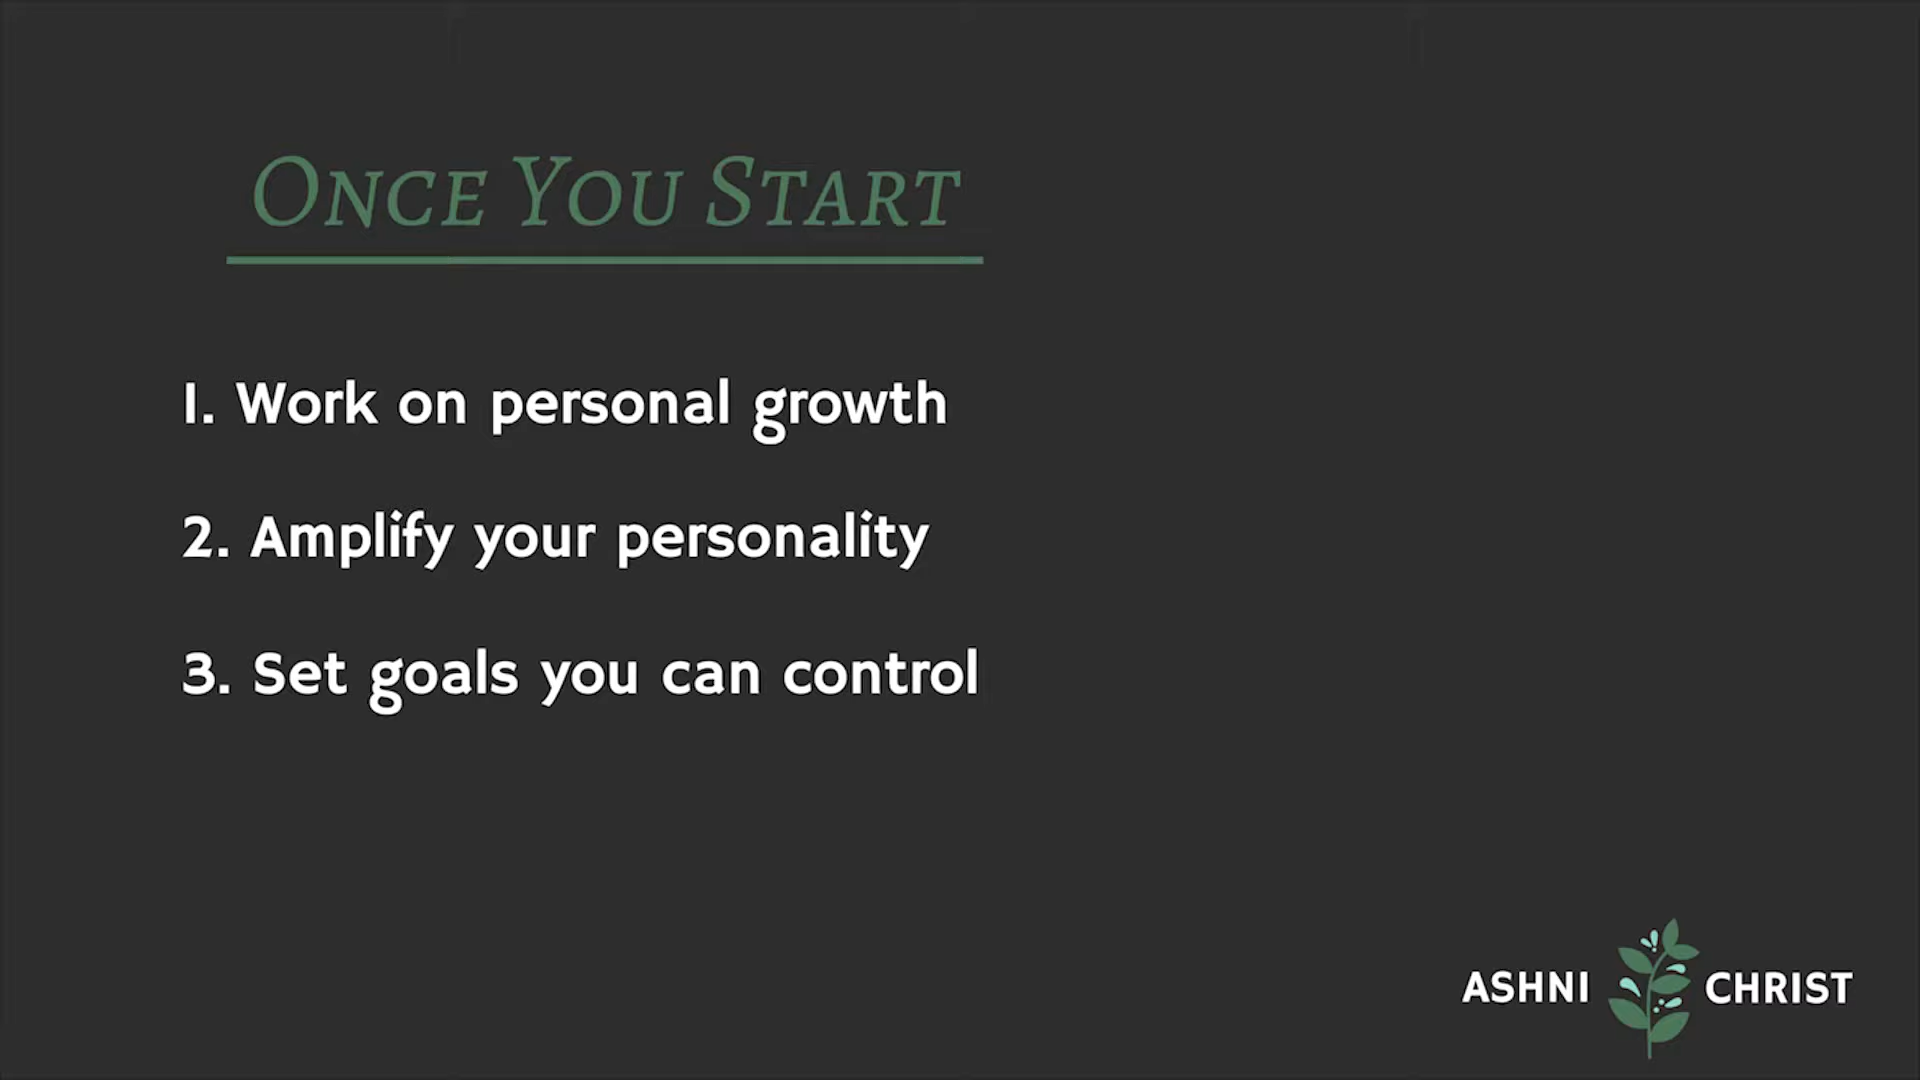 Once You Start
1. Work on personal growth
2. Amplify your personality
3. Set goals you can control
ASHNI CHRIST